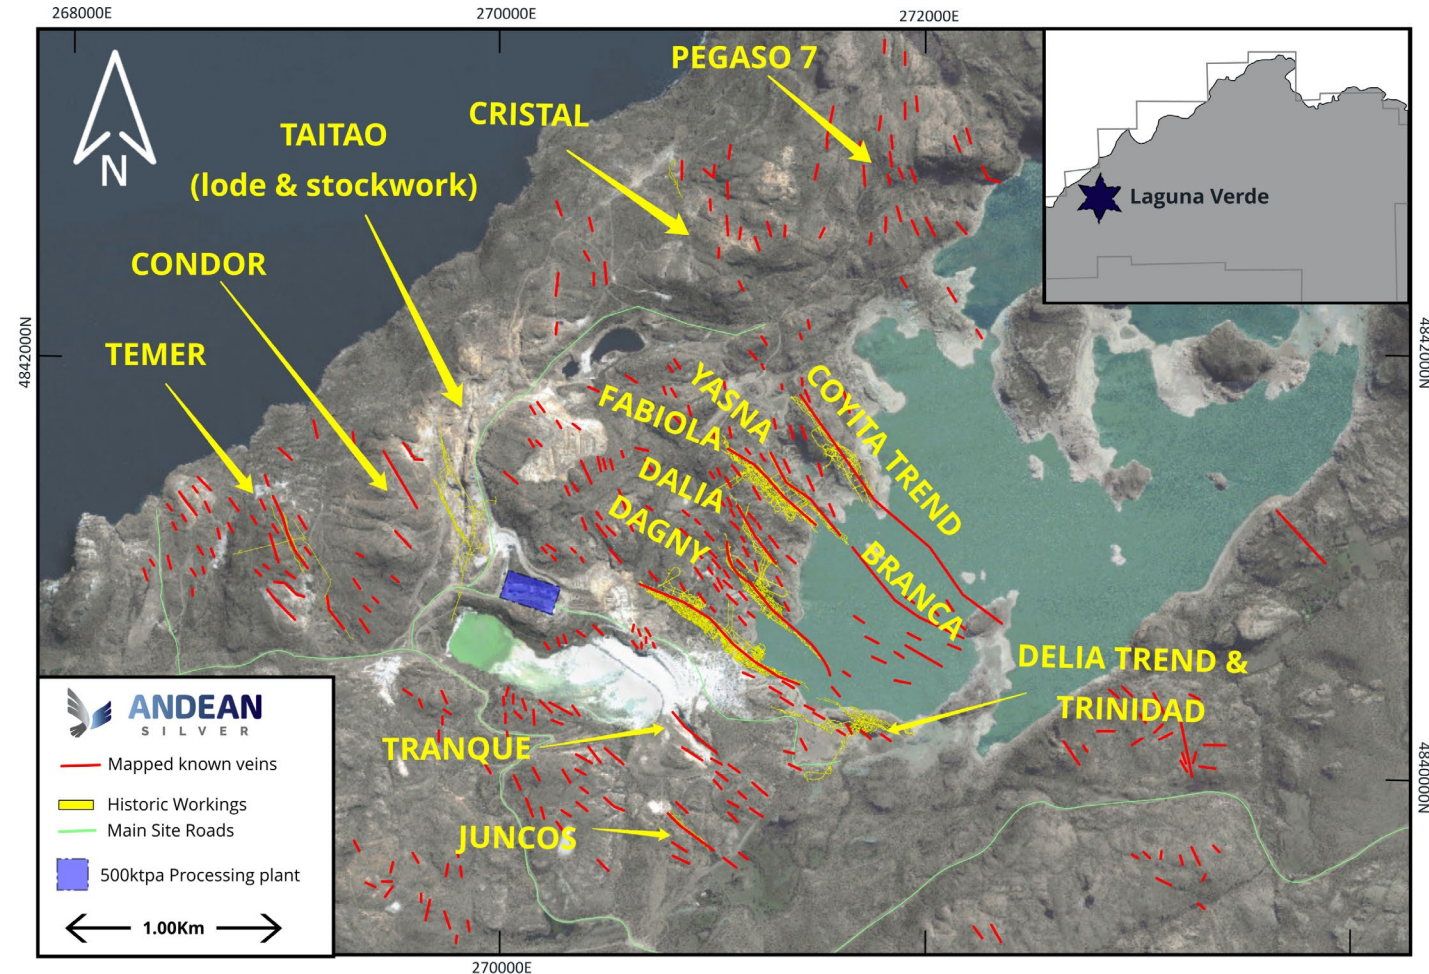 268000E
270000E
272000E
PEGASO 7
CRISTAL
TAITAO
(lode & stockwork)
N
Laguna Verde
CONDOR
TEMER
4842000N
4842000N
YASNA
COYITA TREND
FABIOLA
DALIA
DAGNY
BRANCA
DELIA TREND &
TRINIDAD
TRANQUE
JUNCOS
4840000N
ANDEAN
SILVER
Mapped known veins
Historic Workings
Main Site Roads
500ktpa Processing plant
1.00Km
270000E